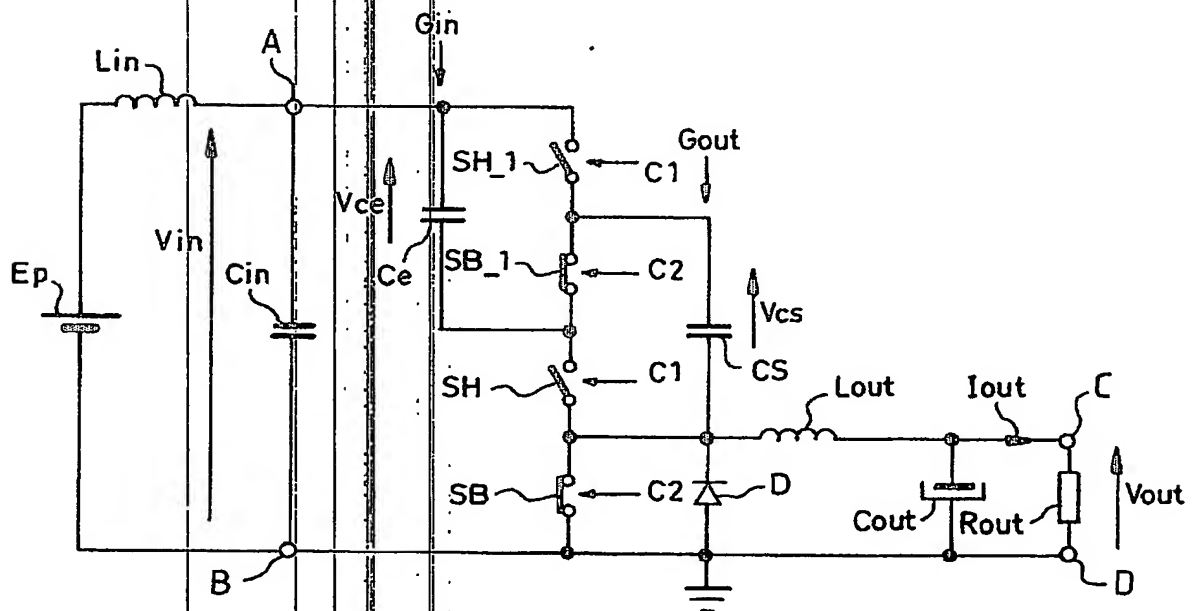 Gin
A
Lin
Gout
SH_1
C1
Vce
Vin
Ce
SB_1
C2
Ep
Cin
Vcs
CS
SH
C1
Lout
Iout
C
SB
C2
D
Cout
Rout
Vout
B
D